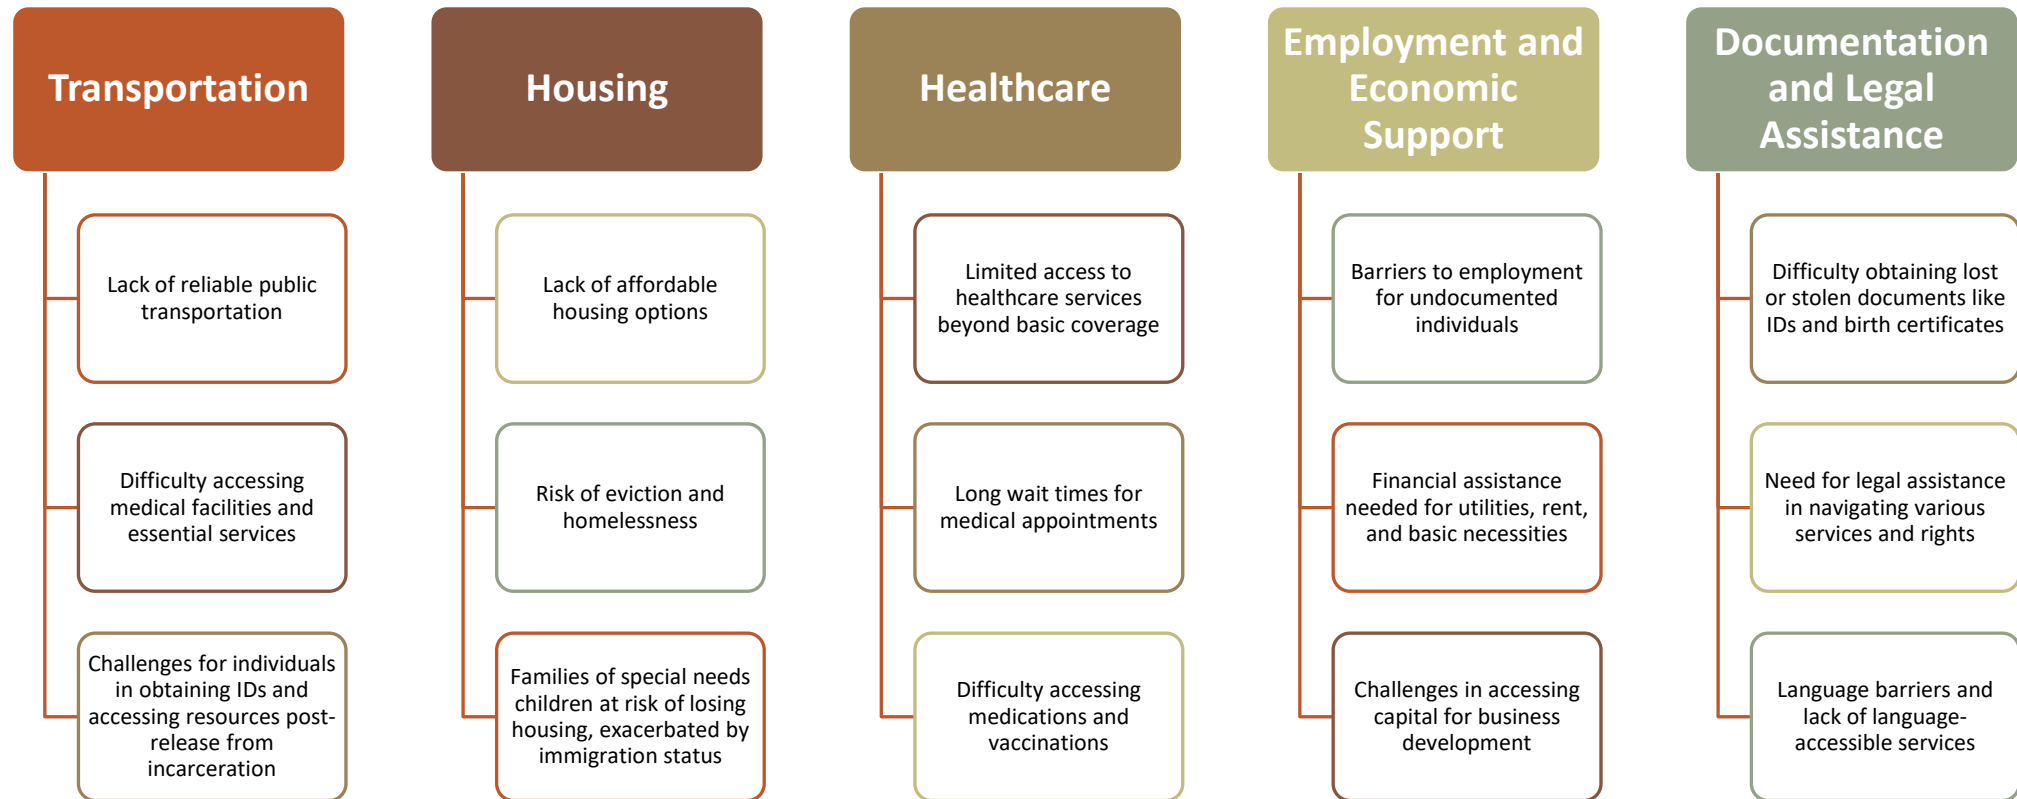 Transportation
Lack of reliable public
transportation
Difficulty accessing
medical facilities and
essential services
Challenges for individuals
in obtaining IDs and
accessing resources post-
release from
incarceration
Housing
Lack of affordable
housing options
Risk of eviction and
homelessness
Families of special needs
children at risk of losing
housing, exacerbated by
immigration status
Healthcare
Limited access to
healthcare services
beyond basic coverage
Long wait times for
medical appointments
Difficulty accessing
medications and
vaccinations
Employment and
Economic
Support
Barriers to employment
for undocumented
individuals
Financial assistance
needed for utilities, rent,
and basic necessities
Challenges in accessing
capital for business
development
Documentation
and Legal
Assistance
Difficulty obtaining lost
or stolen documents like
IDs and birth certificates
Need for legal assistance
in navigating various
services and rights
Language barriers and
lack of language-
accessible services